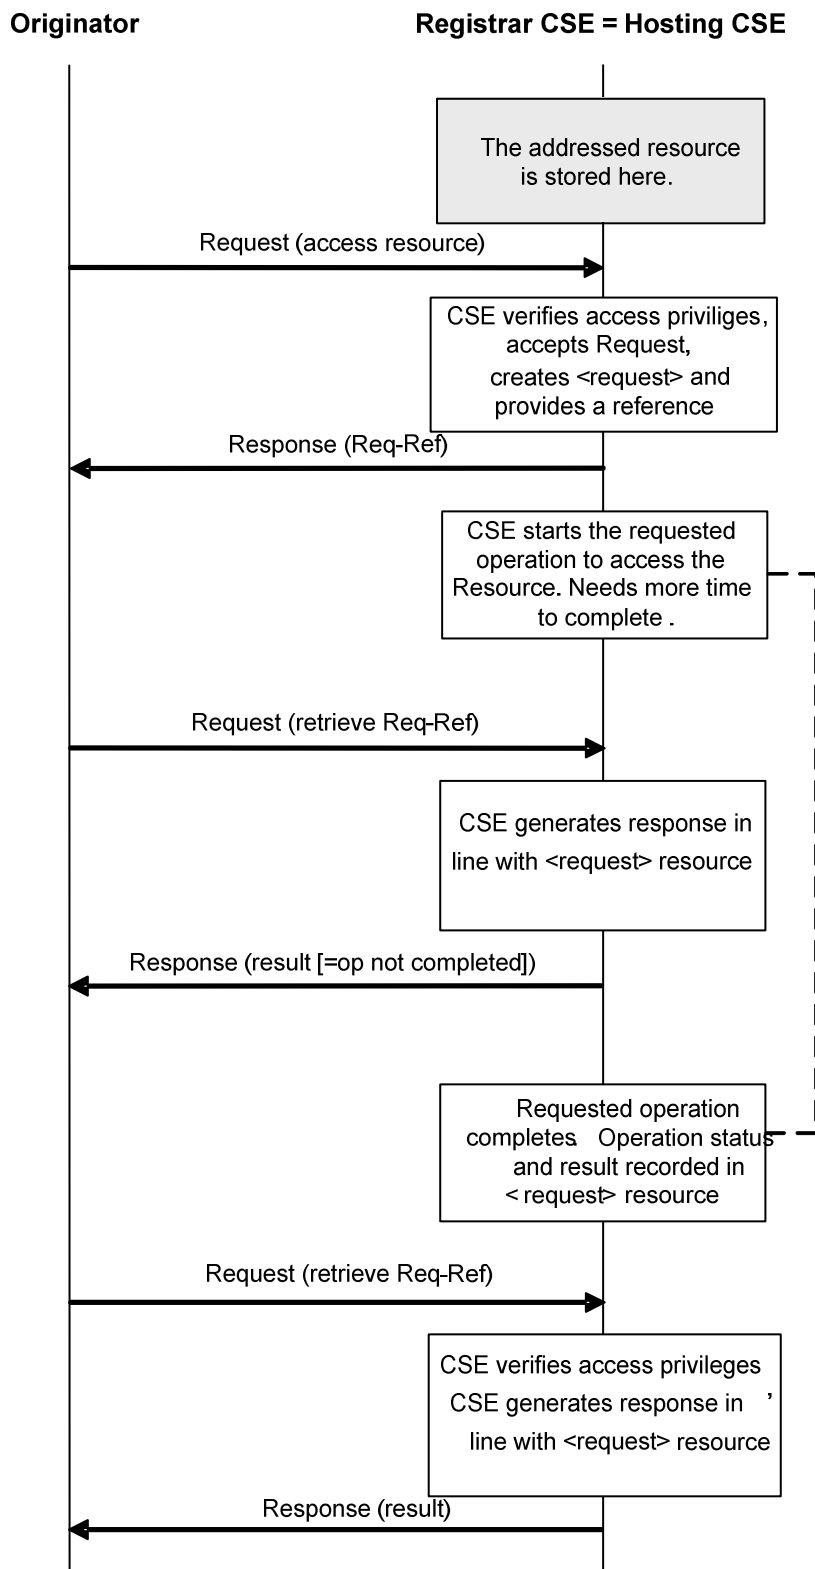 Originator
Registrar CSE = Hosting CSE
The addressed resource
is stored here.
Request (access resource)
CSE verifies access priviliges,
accepts Request,
creates <request> and
provides a reference
Response (Req-Ref)
CSE starts the requested
operation to access the
Resource. Needs more time
to complete .
Request (retrieve Req-Ref)
CSE generates response in
line with <request> resource
Response (result [=op not completed])
Requested operation
completes. Operation status
and result recorded in
< request> resource
Request (retrieve Req-Ref)
CSE verifies access privileges
CSE generates response in ,
line with <request> resource
Response (result)